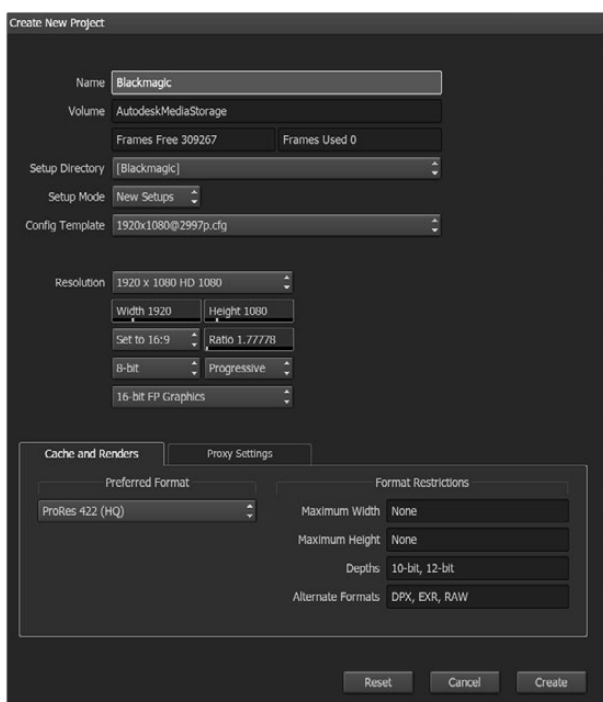 Create New Project
Name Blackmagic
Volume AutodeskMediaStorage
Frames Free 309267 Frames Used 0
Setup Directory [Blackmagic]
Setup Mode New Setups
Config Template 1920x1080@2997p.cfg
Resolution 1920 x 1080 HD 1080
Width 1920 Height 1080
Set to 16:9 Ratio 1.77778
8-bit Progressive
16-bit FP Graphics
Cache and Renders Proxy Settings
Preferred Format Format Restrictions
ProRes 422 (HQ) Maximum Width None
Maximum Height None
Depths 10-bit, 12-bit
Alternate Formats DPX, EXR, RAW
Reset Cancel Create